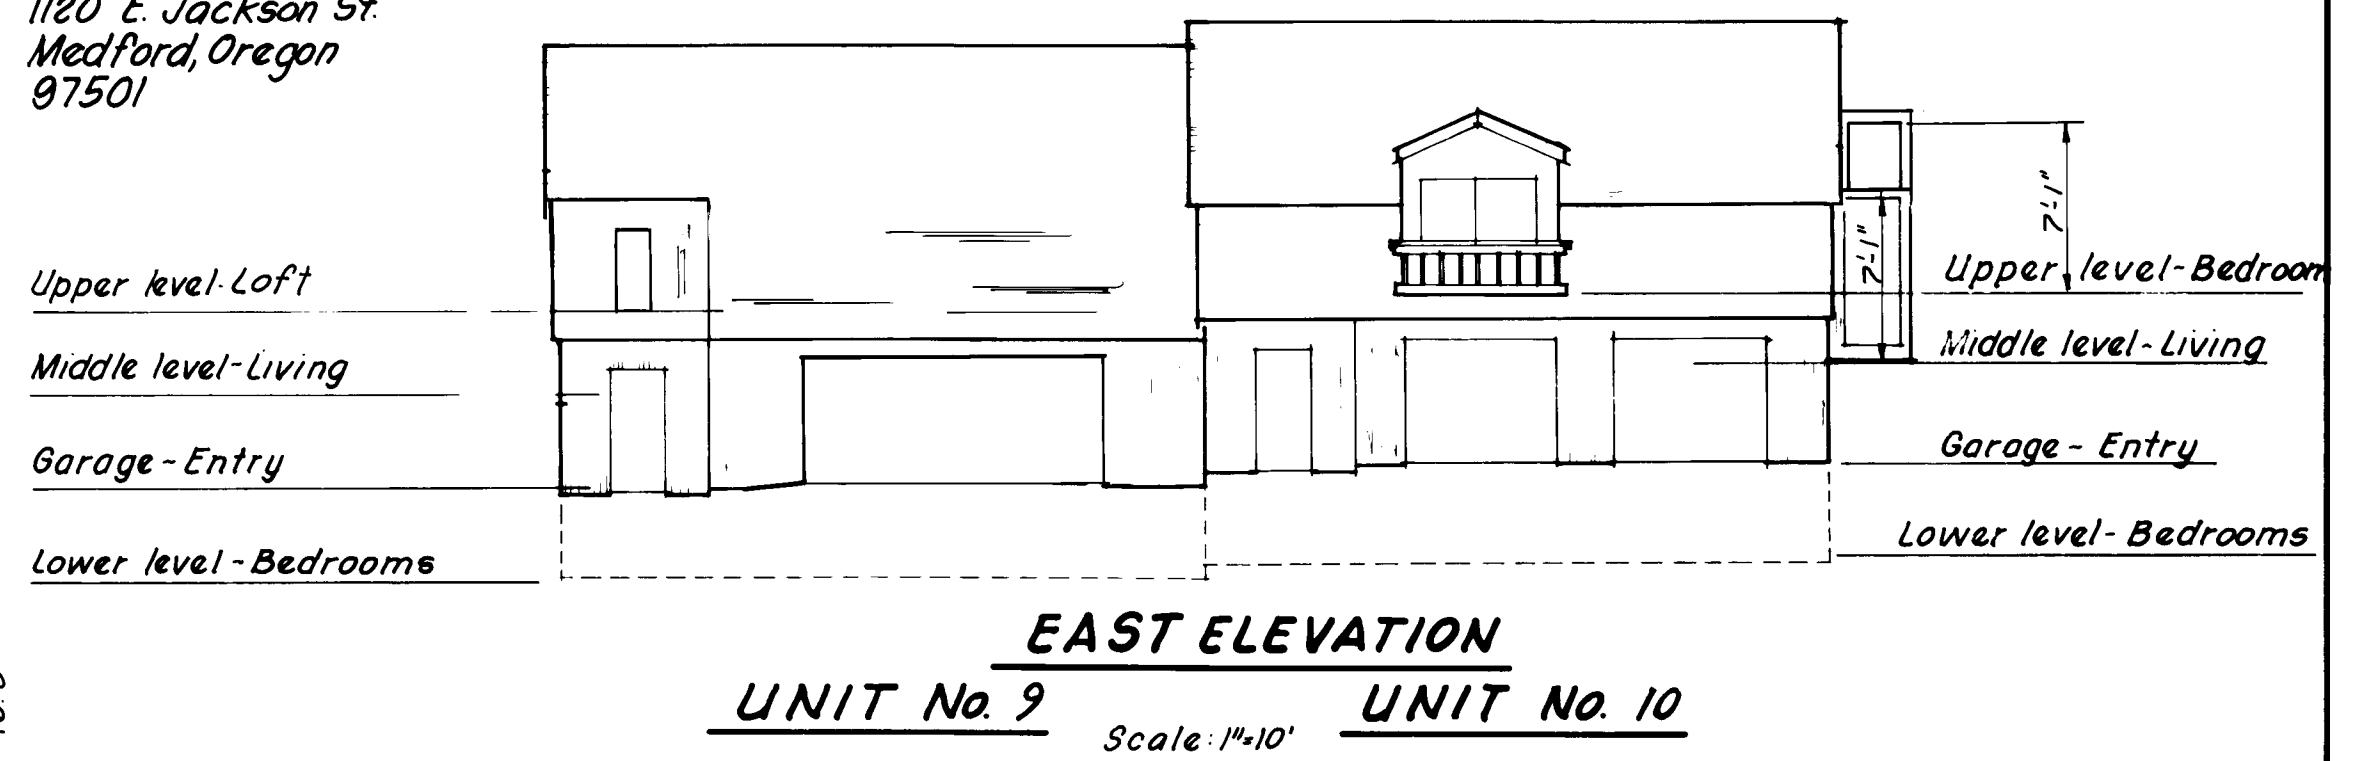 1120 E. Jackson St.
Medford, Oregon
97501
Upper level-Loft
Middle level-Living
Garage-Entry
Lower level-Bedrooms
7'-1"
7'-1"
Upper level-Bedroom
Middle level-Living
Garage-Entry
Lower level-Bedrooms
EAST ELEVATION
UNIT No. 9
UNIT No. 10
Scale: 1"=10'